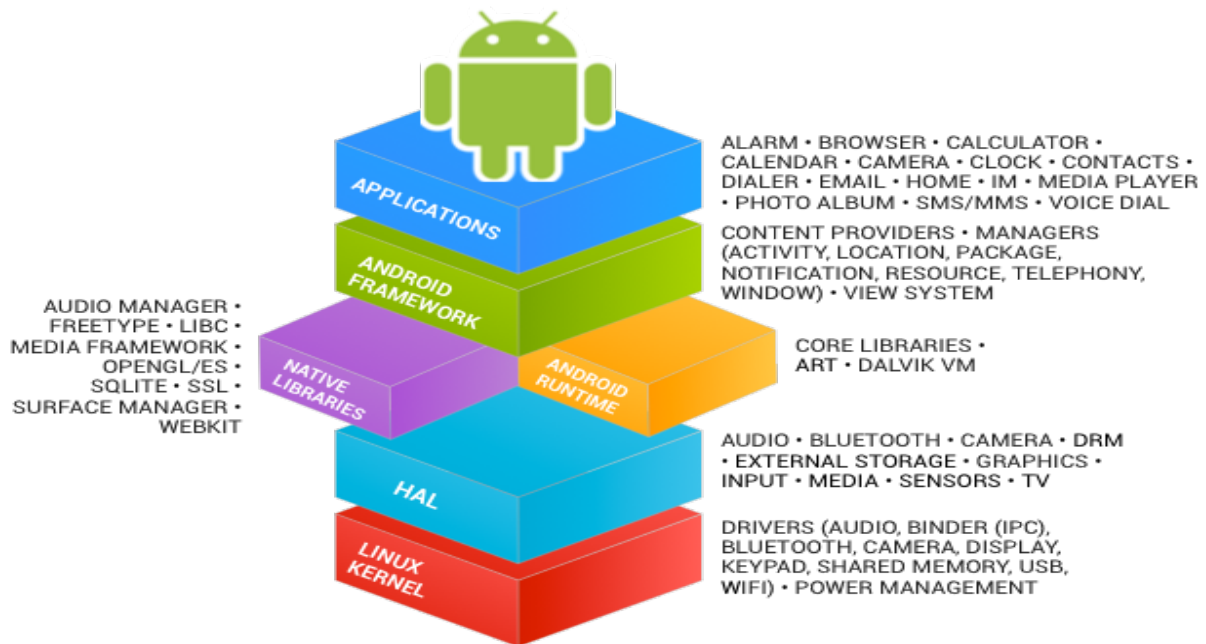 ALARM • BROWSER • CALCULATOR •
CALENDAR • CAMERA • CLOCK • CONTACTS •
DIALER • EMAIL • HOME • IM • MEDIA PLAYER
• PHOTO ALBUM • SMS/MMS • VOICE DIAL
APPLICATIONS
CONTENT PROVIDERS • MANAGERS
(ACTIVITY, LOCATION, PACKAGE,
NOTIFICATION, RESOURCE, TELEPHONY,
WINDOW) • VIEW SYSTEM
ANDROID
FRAMEWORK
AUDIO MANAGER •
FREETYPE • LIBC •
MEDIA FRAMEWORK •
OPENGL/ES •
SQLITE • SSL •
SURFACE MANAGER •
WEBKIT
NATIVE
LIBRARIES
ANDROID
RUNTIME
CORE LIBRARIES •
ART • DALVIK VM
AUDIO • BLUETOOTH • CAMERA • DRM
• EXTERNAL STORAGE • GRAPHICS •
INPUT • MEDIA • SENSORS • TV
HAL
DRIVERS (AUDIO, BINDER (IPC),
BLUETOOTH, CAMERA, DISPLAY,
KEYPAD, SHARED MEMORY, USB,
WIFI) • POWER MANAGEMENT
LINUX
KERNEL